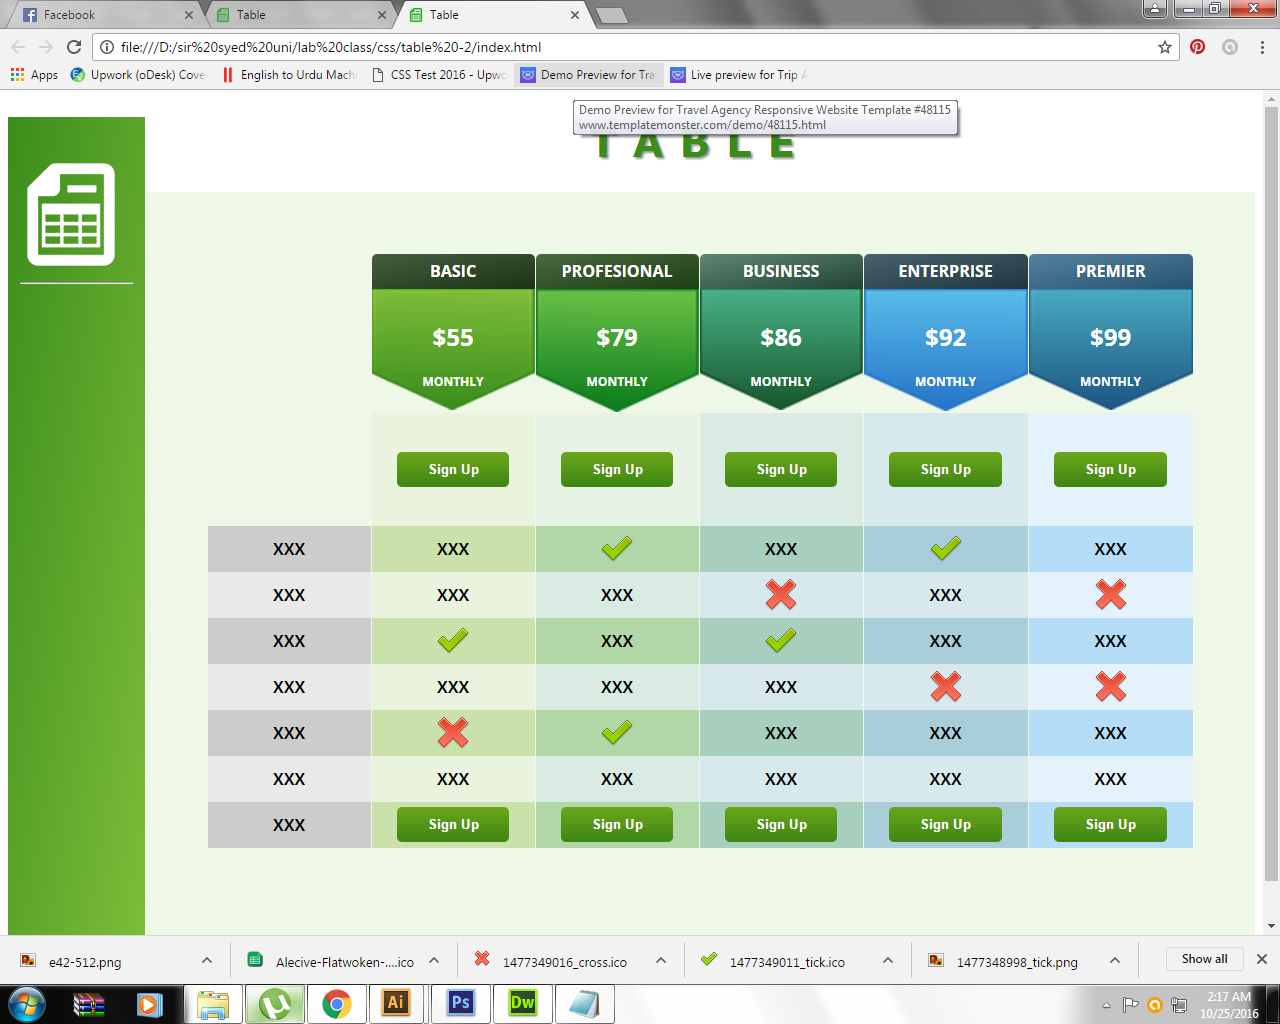 Facebook
Table
Table
file:///D:/sir%20syed%20uni/lab%20class/css/table%20-2/index.html
Apps
Upwork (oDesk) Cove
English to Urdu Mach
CSS Test 2016 - Upwo
Demo Preview for Tra
Live preview for Trip A
Demo Preview for Travel Agency Responsive Website Template #48115
www.templatemonster.com/demo/48115.html
TABLE
BASIC PROFESIONAL BUSINESS ENTERPRISE PREMIER
$55 $79 $86 $92 $99
MONTHLY MONTHLY MONTHLY MONTHLY MONTHLY
Sign Up Sign Up Sign Up Sign Up Sign Up
XXX XXX XXX XXX
XXX XXX XXX XXX
XXX XXX XXX XXX
XXX XXX XXX XXX
XXX XXX XXX XXX
XXX XXX XXX XXX XXX XXX
XXX Sign Up Sign Up Sign Up Sign Up Sign Up
e42-512.png
Alecive-Flatwoken-....ico
1477349016_cross.ico
1477349011_tick.ico
1477348998_tick.png
Show all
Ai
Ps
Dw
2:17 AM
10/25/2016